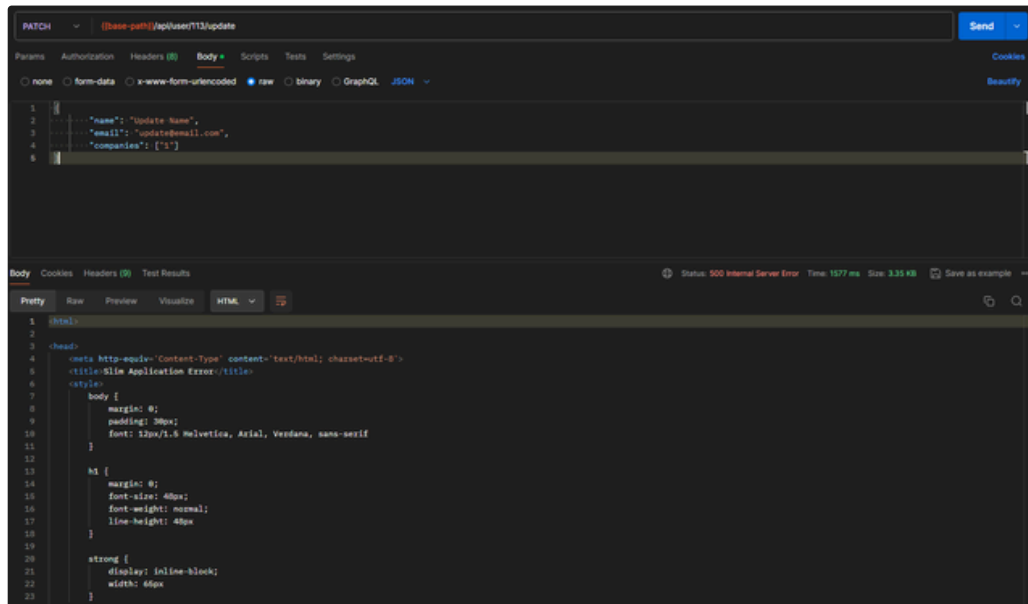 PATCH {{base-path}}/api/user/113/update Send
Params Authorization Headers (8) Body Scripts Tests Settings Cookies
none form-data x-www-form-urlencoded raw binary GraphQL JSON Beautify
1 {
2 "name": "Update Name",
3 "email": "update@email.com",
4 "companies": ["1"]
5 }
Body Cookies Headers (9) Test Results Status: 500 Internal Server Error Time: 1577 ms Size: 3.35 KB Save as example
Pretty Raw Preview Visualize HTML
1 <html>
2
3 <head>
4 <meta http-equiv='Content-Type' content='text/html; charset=utf-8'>
5 <title>Slim Application Error</title>
6 <style>
7 body {
8 margin: 0;
9 padding: 30px;
10 font: 12px/1.5 Helvetica, Arial, Verdana, sans-serif
11 }
12
13 h1 {
14 margin: 0;
15 font-size: 48px;
16 font-weight: normal;
17 line-height: 48px
18 }
19
20 strong {
21 display: inline-block;
22 width: 65px
23 }